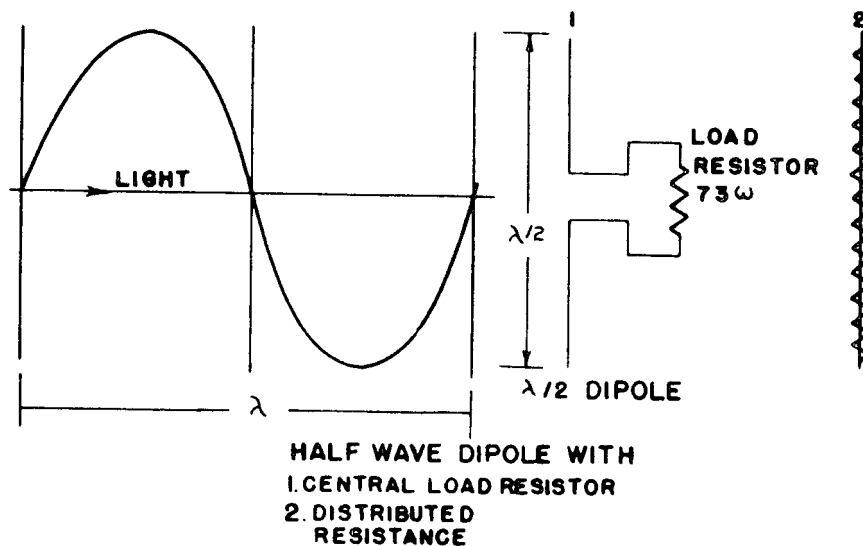 1
2
LIGHT
λ/2
LOAD
RESISTOR
73ω
λ
λ/2 DIPOLE
HALF WAVE DIPOLE WITH
1. CENTRAL LOAD RESISTOR
2. DISTRIBUTED
RESISTANCE